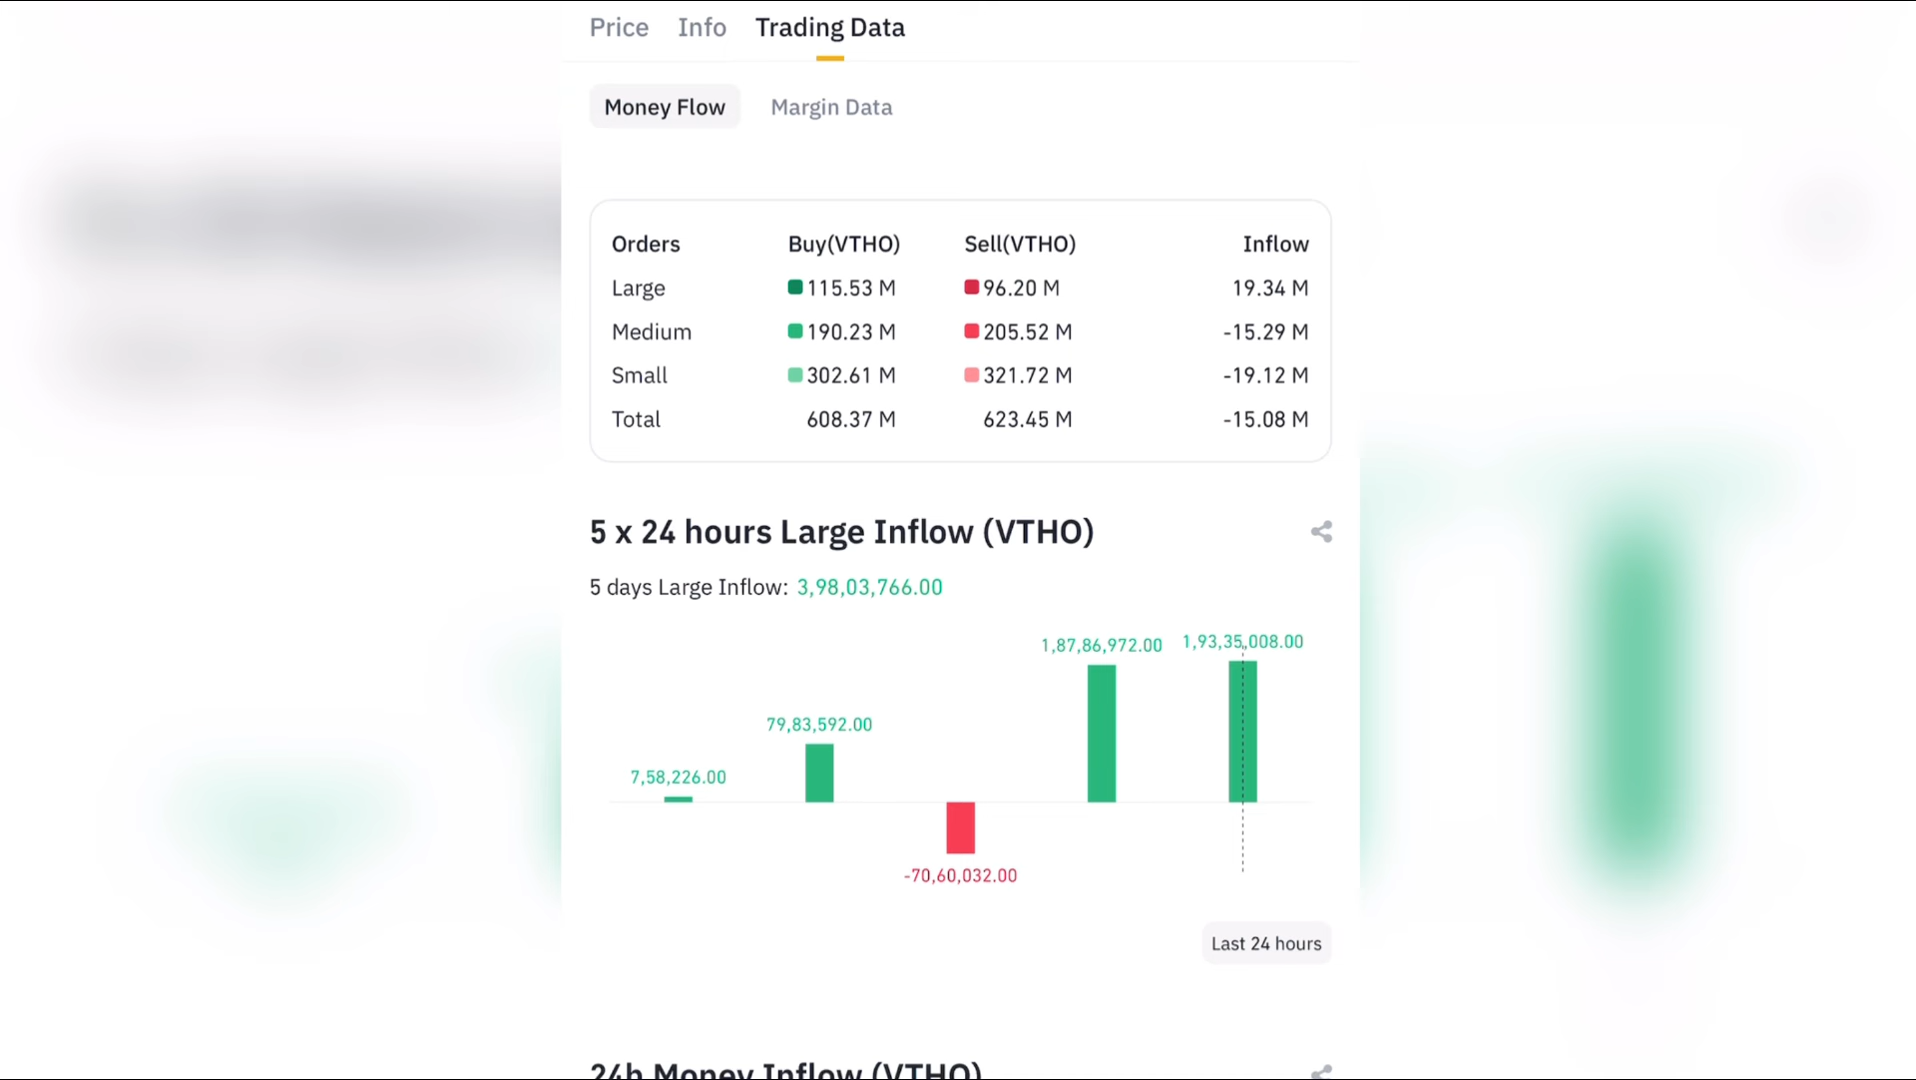 Price Info Trading Data
Money Flow Margin Data
Orders Buy(VTHO) Sell(VTHO) Inflow
Large 115.53 M 96.20 M 19.34 M
Medium 190.23 M 205.52 M -15.29 M
Small 302.61 M 321.72 M -19.12 M
Total 608.37 M 623.45 M -15.08 M
5 x 24 hours Large Inflow (VTHO)
5 days Large Inflow: 3,98,03,766.00
1,87,86,972.00 1,93,35,008.00
79,83,592.00
7,58,226.00
-70,60,032.00
Last 24 hours
24h Money Inflow (VTHO)